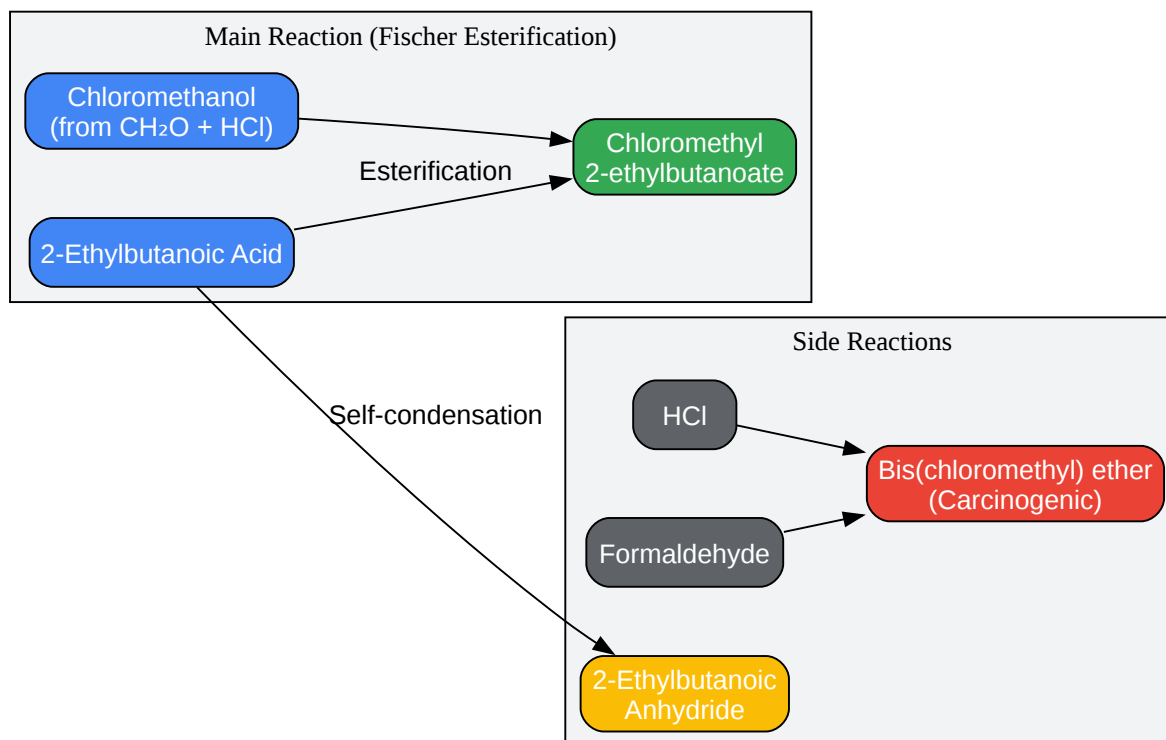 Main Reaction (Fischer Esterification)
Chloromethanol
(from CH₂O + HCl)
Chloromethyl
2-ethylbutanoate
Esterification
2-Ethylbutanoic Acid
Self-condensation
Side Reactions
HCl
Bis(chloromethyl) ether
(Carcinogenic)
Formaldehyde
2-Ethylbutanoic
Anhydride